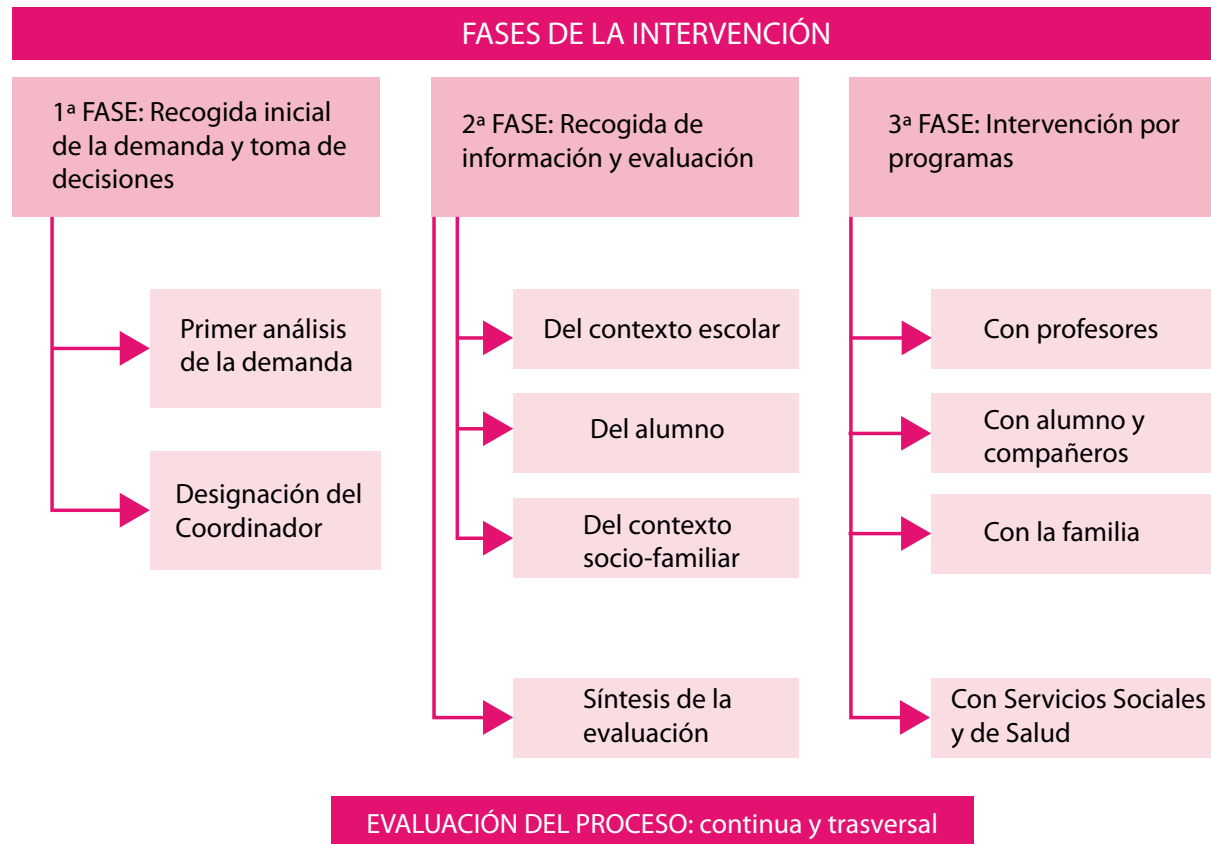 FASES DE LA INTERVENCIÓN
1ª FASE: Recogida inicial
de la demanda y toma de
decisiones
Primer análisis
de la demanda
Designación del
Coordinador
2ª FASE: Recogida de
información y evaluación
Del contexto escolar
Del alumno
Del contexto
socio-familiar
Síntesis de la
evaluación
3ª FASE: Intervención por
programas
Con profesores
Con alumno y
compañeros
Con la familia
Con Servicios Sociales
y de Salud
EVALUACIÓN DEL PROCESO: continua y trasversal